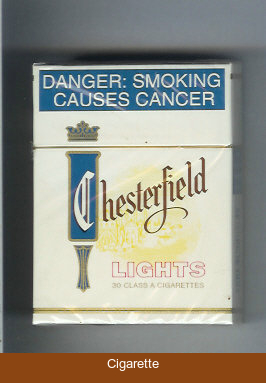 DANGER: SMOKING
CAUSES CANCER
Chesterfield
LIGHTS
30 CLASS A CIGARETTES
Cigarette